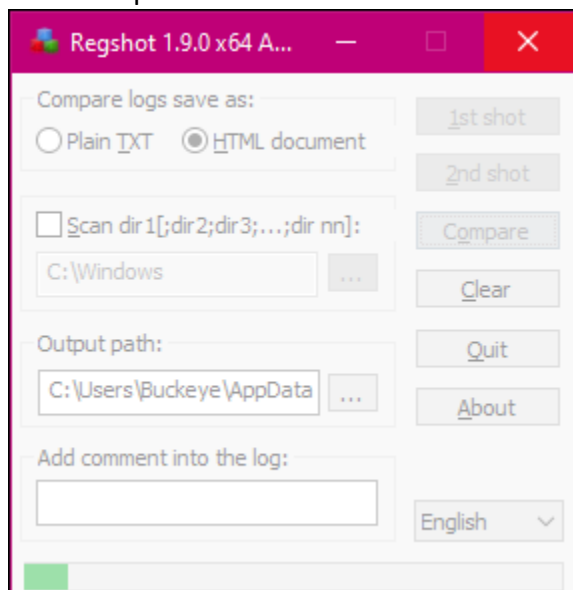 Regshot 1.9.0 x64 A...
Compare logs save as:
Plain TXT
HTML document
1st shot
2nd shot
Scan dir1[;dir2;dir3;...;dir nn]:
C:\Windows
...
Compare
Clear
Output path:
C:\Users\Buckeye\AppData
...
Quit
About
Add comment into the log:
English